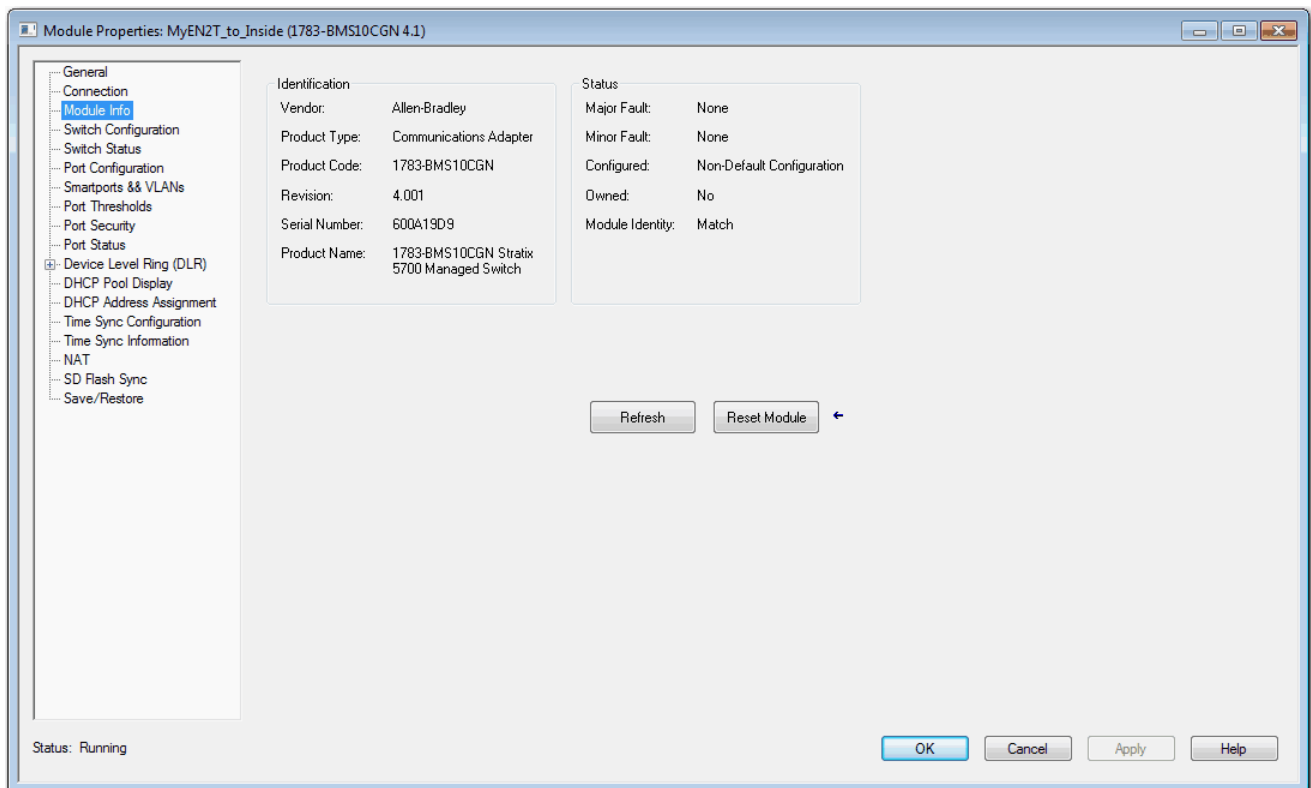 Module Properties: MyEN2T_to_Inside (1783-BMS10CGN 4.1)
General
Connection
Module Info
Switch Configuration
Switch Status
Port Configuration
Smartports && VLANs
Port Thresholds
Port Security
Port Status
Device Level Ring (DLR)
DHCP Pool Display
DHCP Address Assignment
Time Sync Configuration
Time Sync Information
NAT
SD Flash Sync
Save/Restore
Identification
Vendor: Allen-Bradley
Product Type: Communications Adapter
Product Code: 1783-BMS10CGN
Revision: 4.001
Serial Number: 600A19D9
Product Name: 1783-BMS10CGN Stratix
5700 Managed Switch
Status
Major Fault: None
Minor Fault: None
Configured: Non-Default Configuration
Owned: No
Module Identity: Match
Refresh
Reset Module
Status: Running
OK
Cancel
Apply
Help